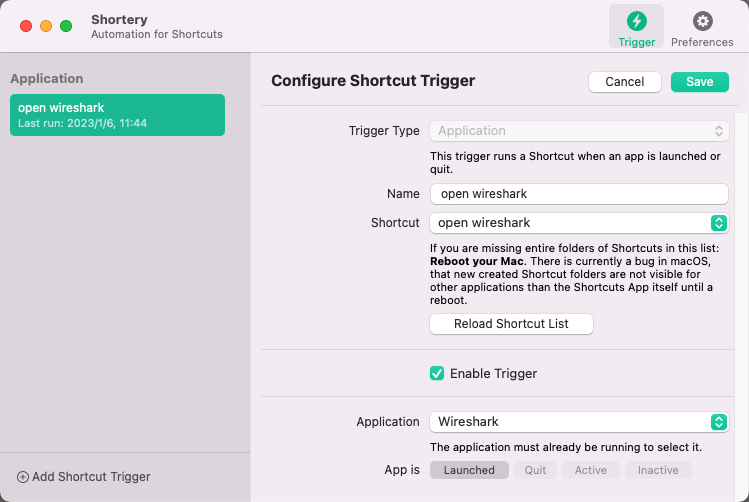 Shortery
Automation for Shortcuts
Trigger
Preferences
Application
open wireshark
Last run: 2023/1/6, 11:44
Add Shortcut Trigger
Configure Shortcut Trigger
Cancel
Save
Trigger Type
Application
This trigger runs a Shortcut when an app is launched or
quit.
Name
open wireshark
Shortcut
open wireshark
If you are missing entire folders of Shortcuts in this list:
Reboot your Mac. There is currently a bug in macOS,
that new created Shortcut folders are not visible for
other applications than the Shortcuts App itself until a
reboot.
Reload Shortcut List
Enable Trigger
Application
Wireshark
The application must already be running to select it.
App is
Launched
Quit
Active
Inactive